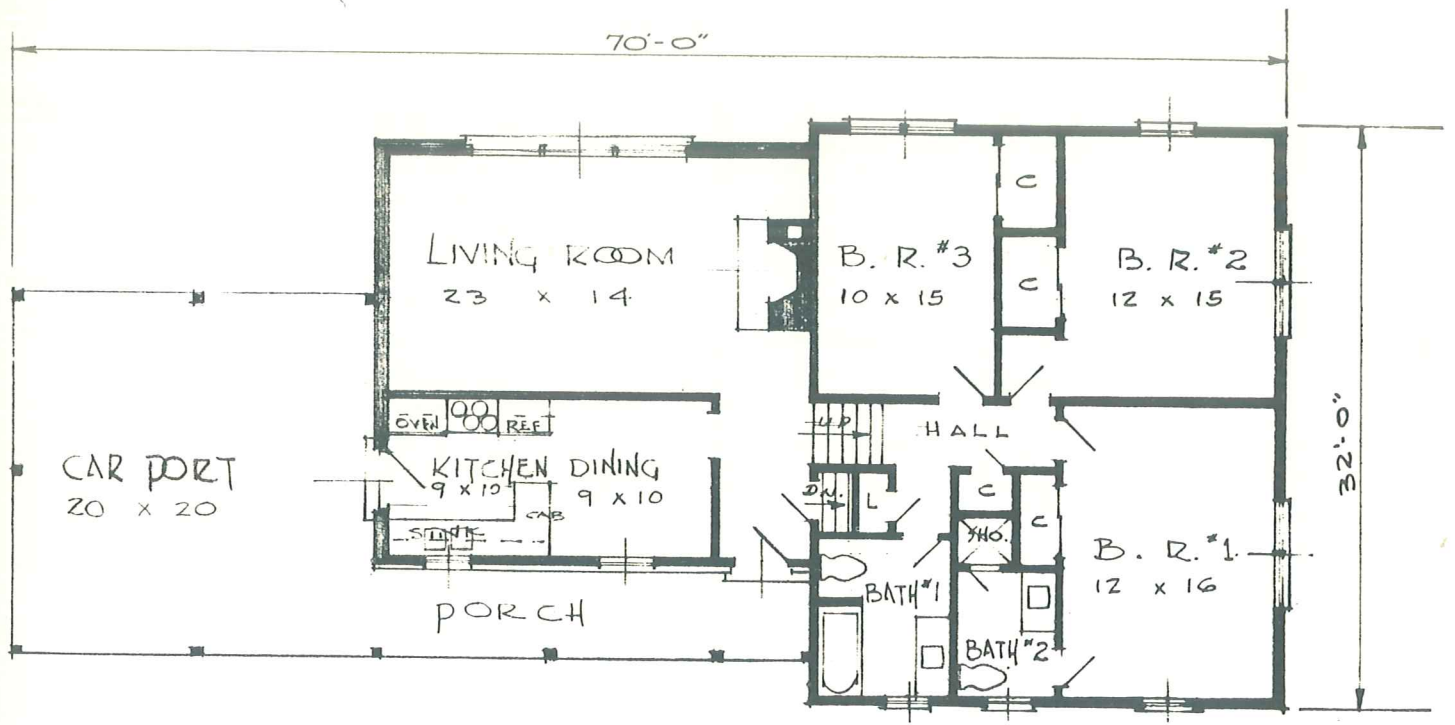 70'-0"
LIVING ROOM
23 x 14
B. R. #3
10 x 15
C
C
B. R. #2
12 x 15
32'-0"
OVEN
REF
UP
HALL
CAR PORT
20 x 20
KITCHEN
9 x 10
DINING
9 x 10
CAB
SINK
DN.
L
C
C
SHO.
B. R. #1
12 x 16
BATH #1
BATH #2
PORCH